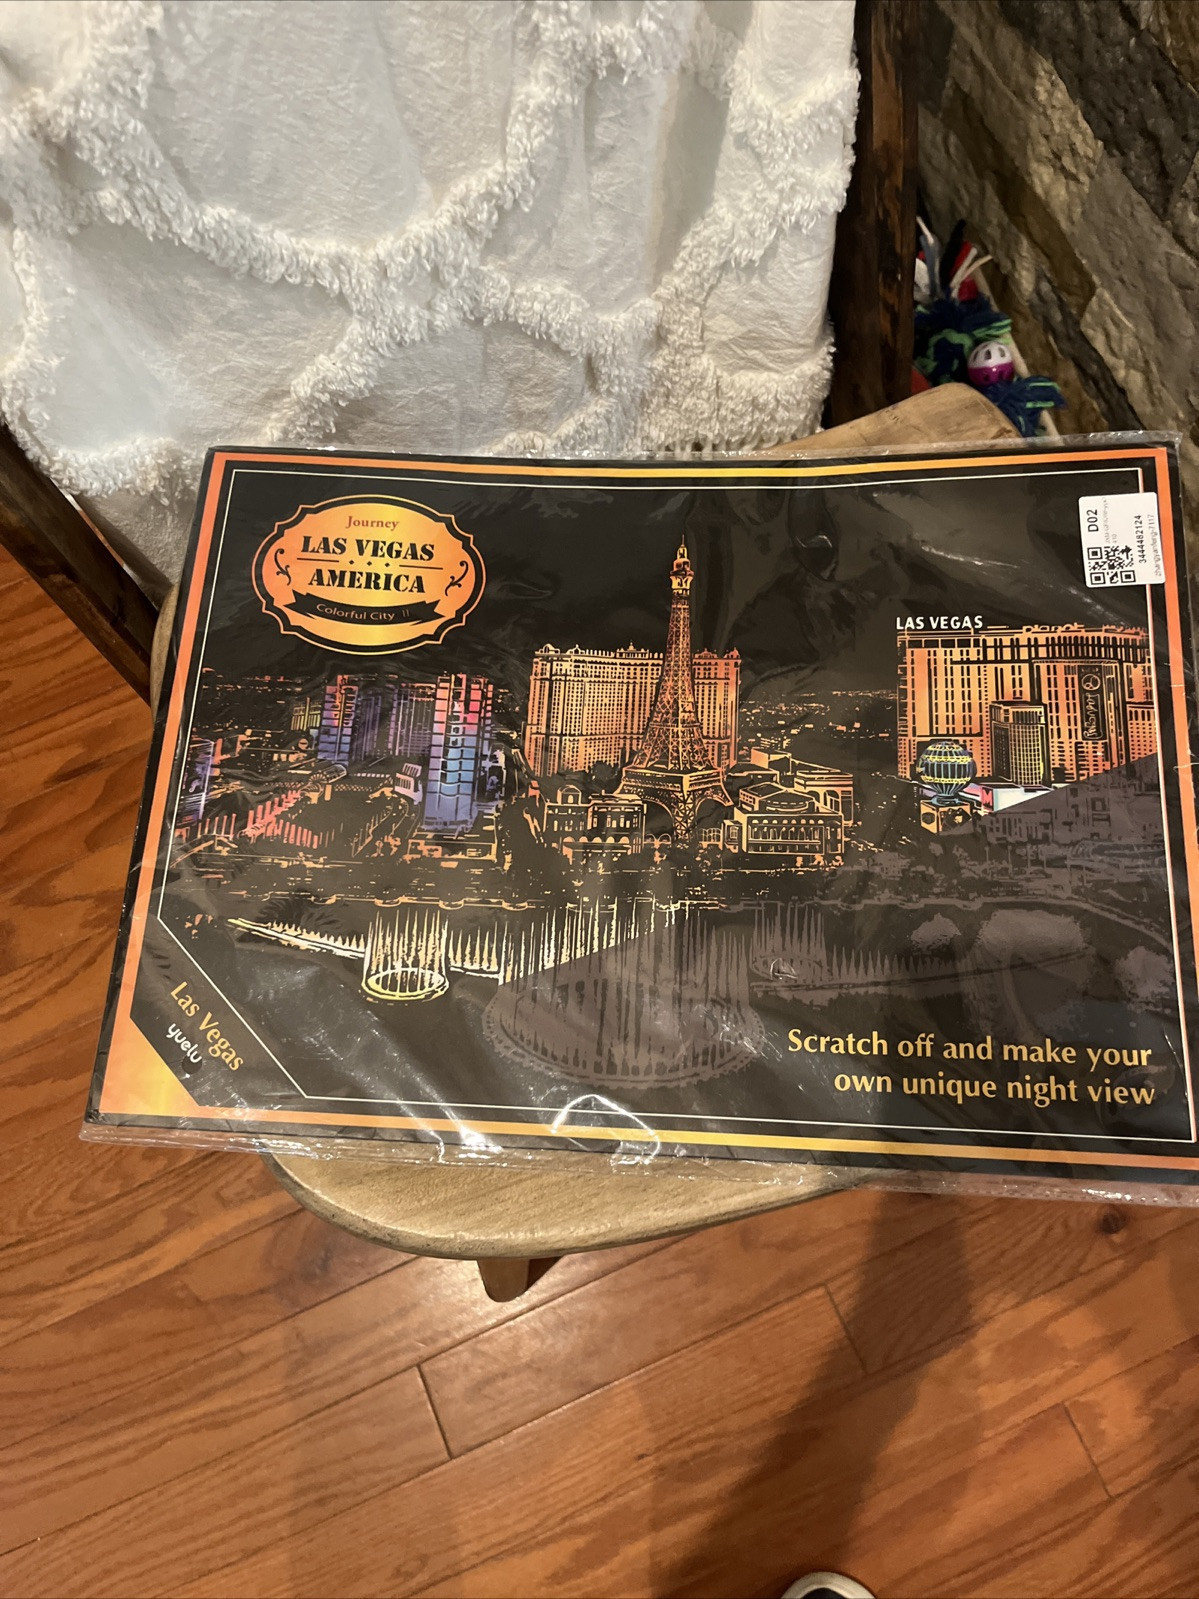 Journey
LAS VEGAS
AMERICA
Colorful City II
LAS VEGAS
D02
3444482124
Las Vegas
yuelu
Scratch off and make your
own unique night view